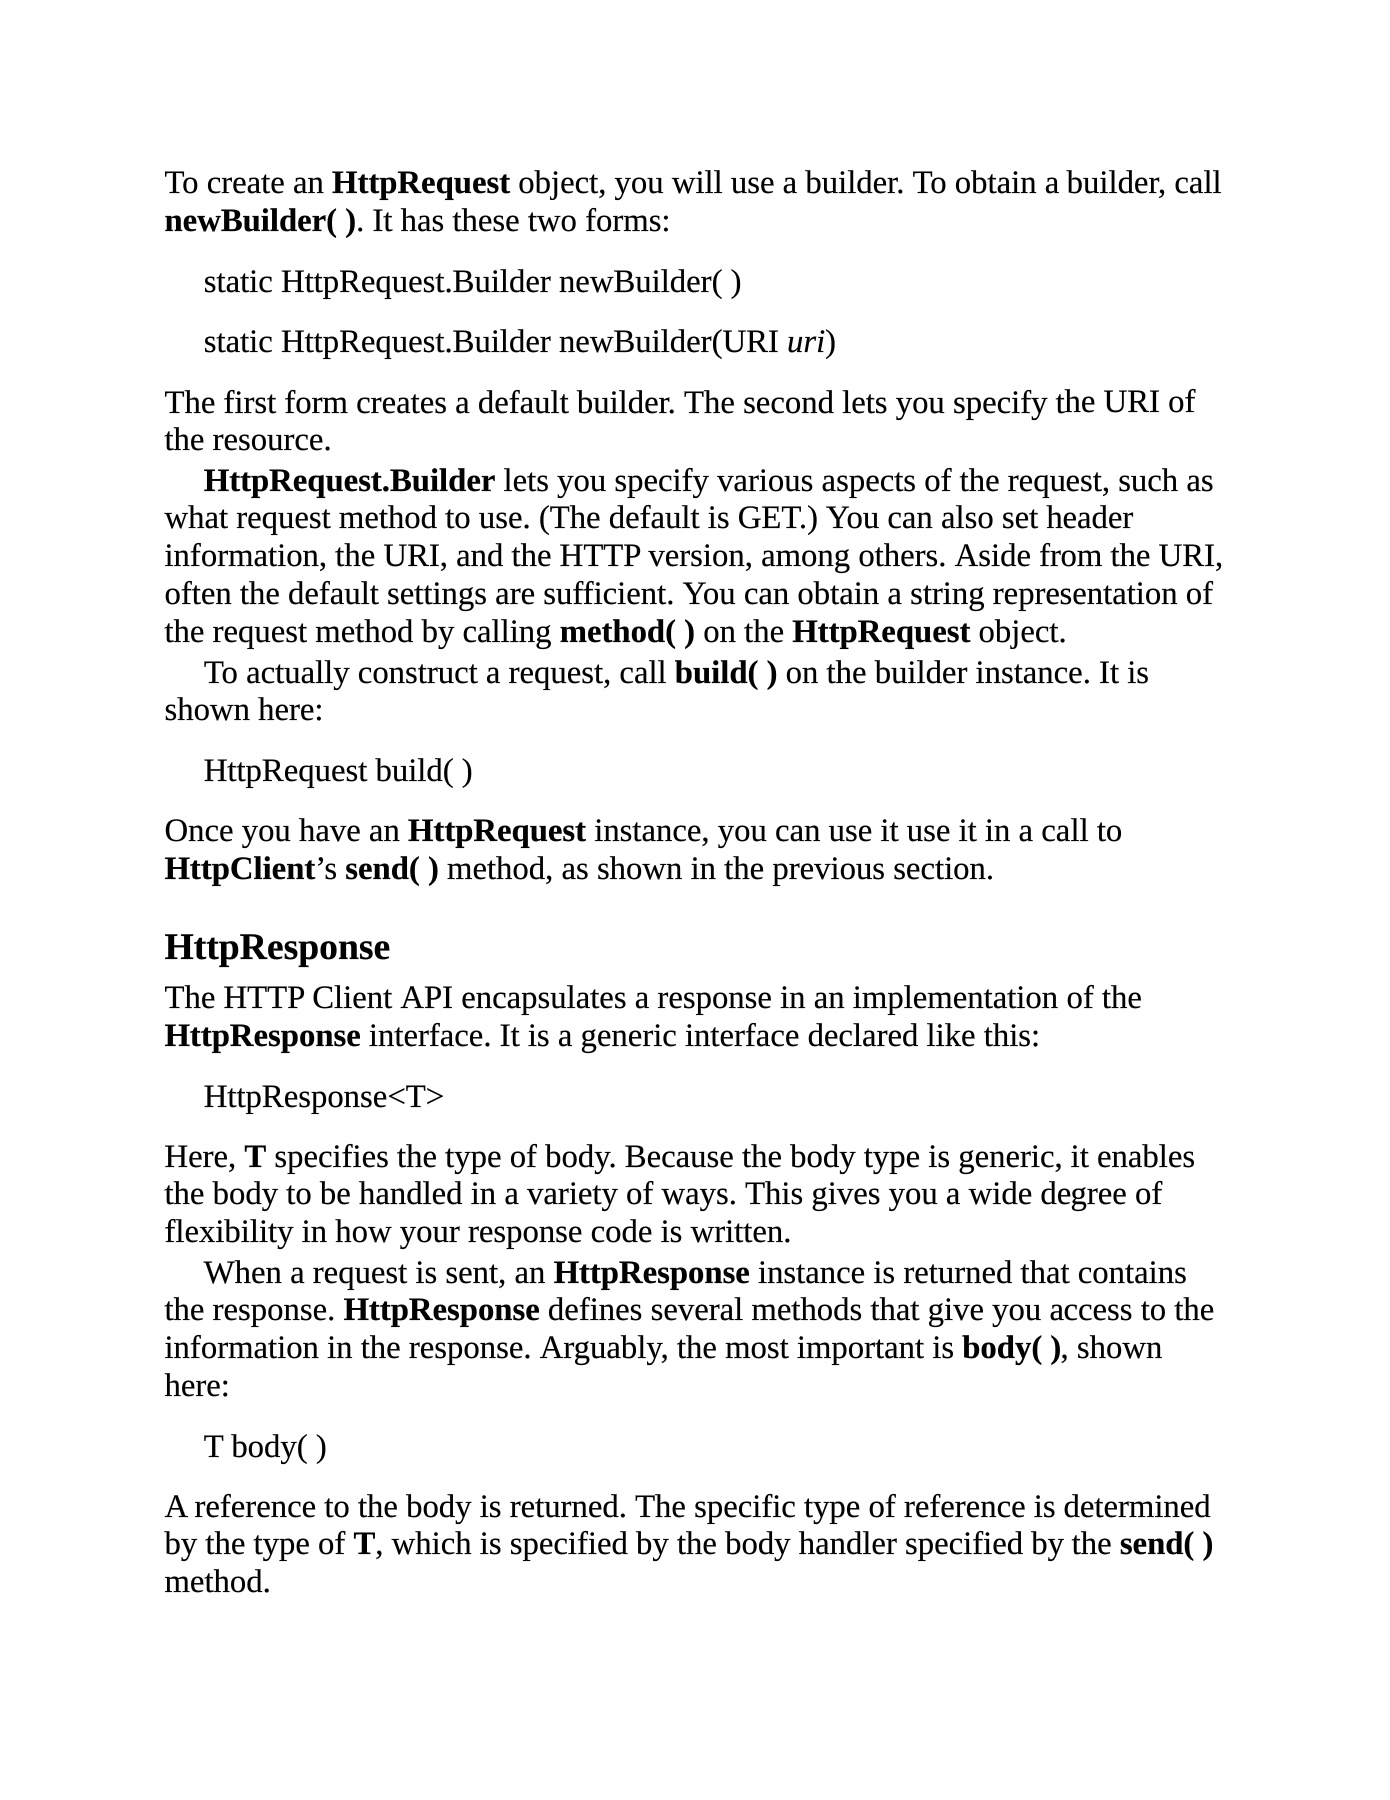 To create an HttpRequest object, you will use a builder. To obtain a builder, call
newBuilder( ). It has these two forms:
static HttpRequest.Builder newBuilder( )
static HttpRequest.Builder newBuilder(URI uri)
The first form creates a default builder. The second lets you specify the URI of
the resource.
HttpRequest.Builder lets you specify various aspects of the request, such as
what request method to use. (The default is GET.) You can also set header
information, the URI, and the HTTP version, among others. Aside from the URI,
often the default settings are sufficient. You can obtain a string representation of
the request method by calling method( ) on the HttpRequest object.
To actually construct a request, call build( ) on the builder instance. It is
shown here:
HttpRequest build( )
Once you have an HttpRequest instance, you can use it use it in a call to
HttpClient’s send( ) method, as shown in the previous section.
HttpResponse
The HTTP Client API encapsulates a response in an implementation of the
HttpResponse interface. It is a generic interface declared like this:
HttpResponse<T>
Here, T specifies the type of body. Because the body type is generic, it enables
the body to be handled in a variety of ways. This gives you a wide degree of
flexibility in how your response code is written.
When a request is sent, an HttpResponse instance is returned that contains
the response. HttpResponse defines several methods that give you access to the
information in the response. Arguably, the most important is body( ), shown
here:
T body( )
A reference to the body is returned. The specific type of reference is determined
by the type of T, which is specified by the body handler specified by the send( )
method.